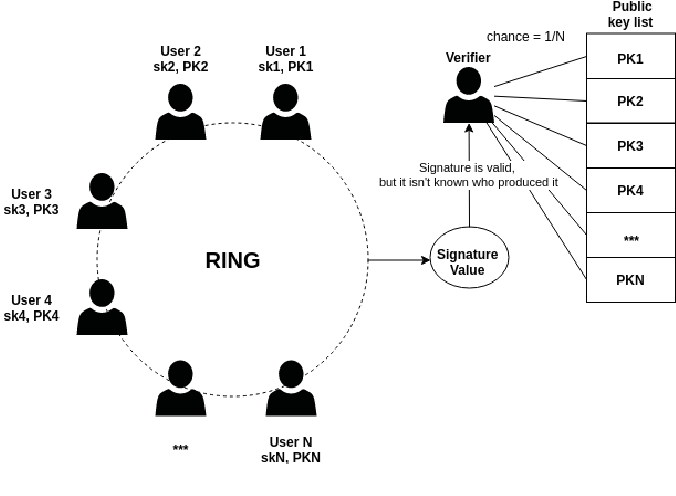 Public
key list
chance = 1/N
User 2
sk2, PK2
User 1
sk1, PK1
Verifier
PK1
PK2
PK3
PK4
***
PKN
Signature is valid,
but it isn't known who produced it
User 3
sk3, PK3
RING
Signature
Value
User 4
sk4, PK4
***
User N
skN, PKN